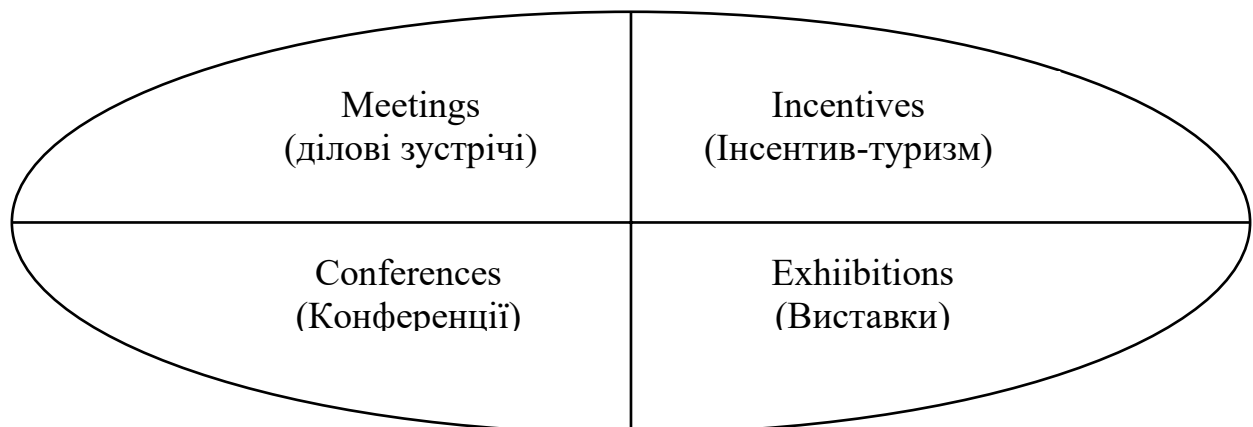 Meetings
(ділові зустрічі)
Incentives
(Інсентив-туризм)
Conferences
(Конференції)
Exhiibitions
(Виставки)